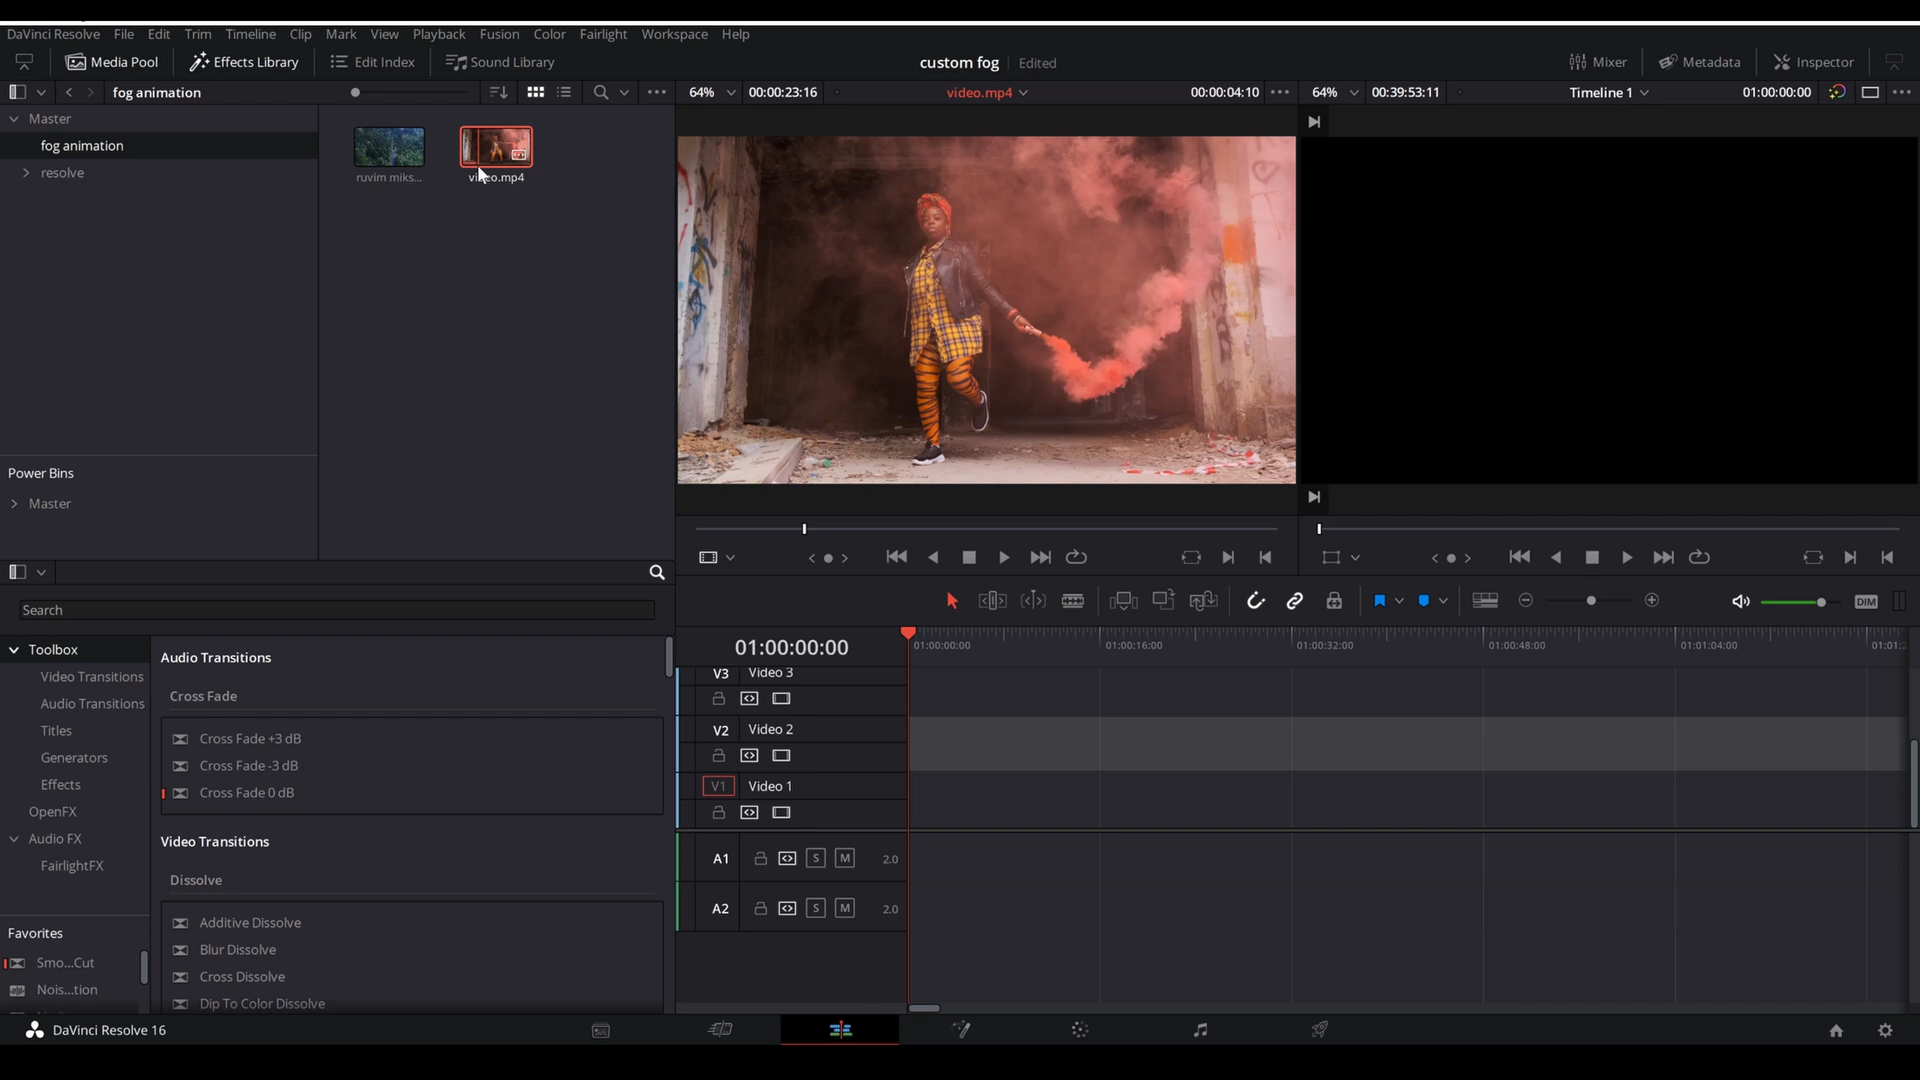 DaVinci Resolve File Edit Trim Timeline Clip Mark View Playback Fusion Color Fairlight Workspace Help
Media Pool Effects Library Edit Index Sound Library custom fog Edited Mixer Metadata Inspector
fog animation 64% 00:00:23:16 video.mp4 00:00:04:10 64% 00:39:53:11 Timeline 1 01:00:00:00
Master
fog animation
resolve
ruvim miks...
video.mp4
Power Bins
Master
Search
Toolbox
Video Transitions
Audio Transitions
Titles
Generators
Effects
OpenFX
Audio FX
FairlightFX
Favorites
Smo...Cut
Nois...tion
Audio Transitions
Cross Fade
Cross Fade +3 dB
Cross Fade -3 dB
Cross Fade 0 dB
Video Transitions
Dissolve
Additive Dissolve
Blur Dissolve
Cross Dissolve
Dip To Color Dissolve
DIM
01:00:00:00
01:00:00:00 01:00:16:00 01:00:32:00 01:00:48:00 01:01:04:00 01:01:2
V3 Video 3
V2 Video 2
V1 Video 1
A1 S M 2.0
A2 S M 2.0
DaVinci Resolve 16